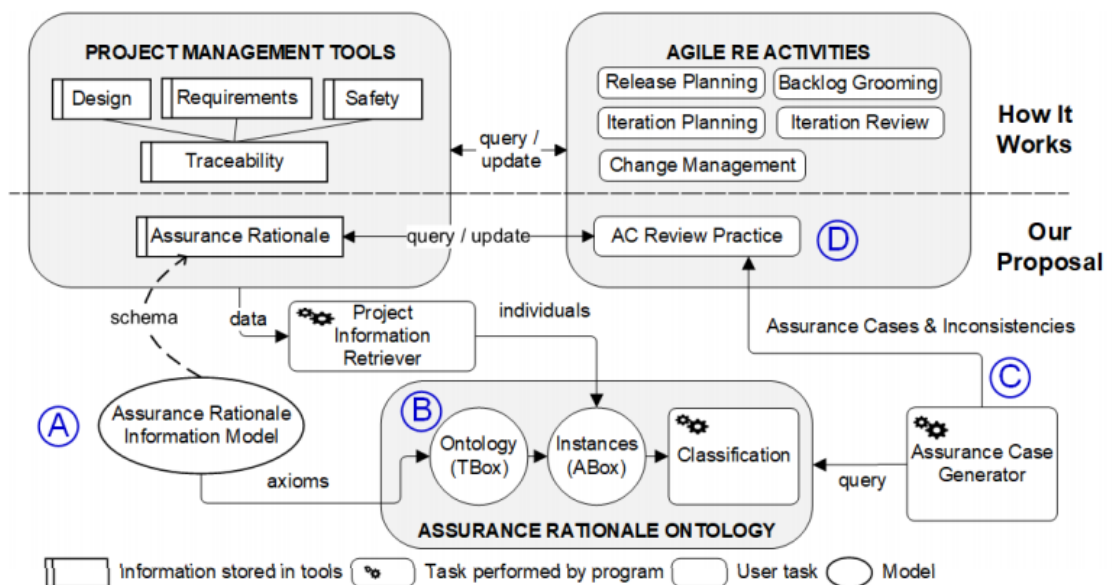 PROJECT MANAGEMENT TOOLS
Design
Requirements
Safety
Traceability
AGILE RE ACTIVITIES
Release Planning
Backlog Grooming
Iteration Planning
Iteration Review
Change Management
query /
update
How It
Works
Assurance Rationale
query / update
AC Review Practice
D
Our
Proposal
schema
data
Project
Information
Retriever
individuals
Assurance Cases & Inconsistencies
A
Assurance Rationale
Information Model
axioms
B
Ontology
(TBox)
Instances
(ABox)
Classification
ASSURANCE RATIONALE ONTOLOGY
query
C
Assurance Case
Generator
Information stored in tools
Task performed by program
User task
Model